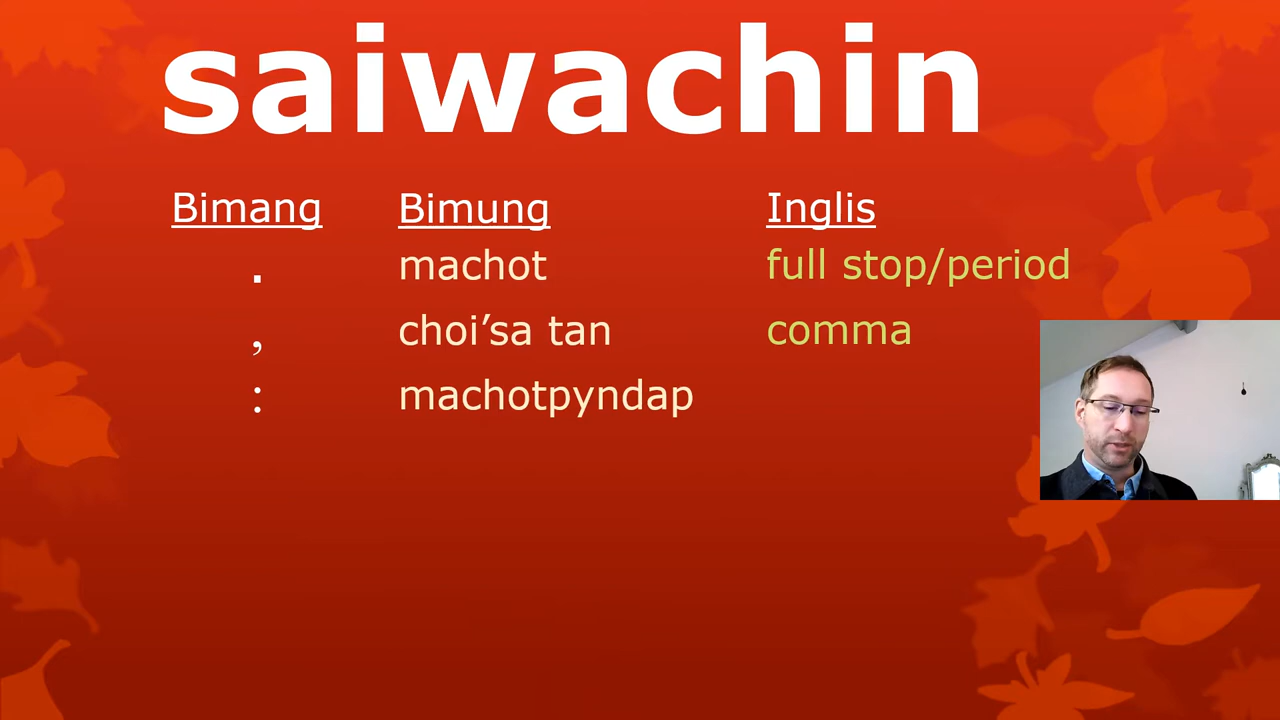 saiwachin
Bimang Bimung Inglis
. machot full stop/period
, choi’sa tan comma
: machotpyndap